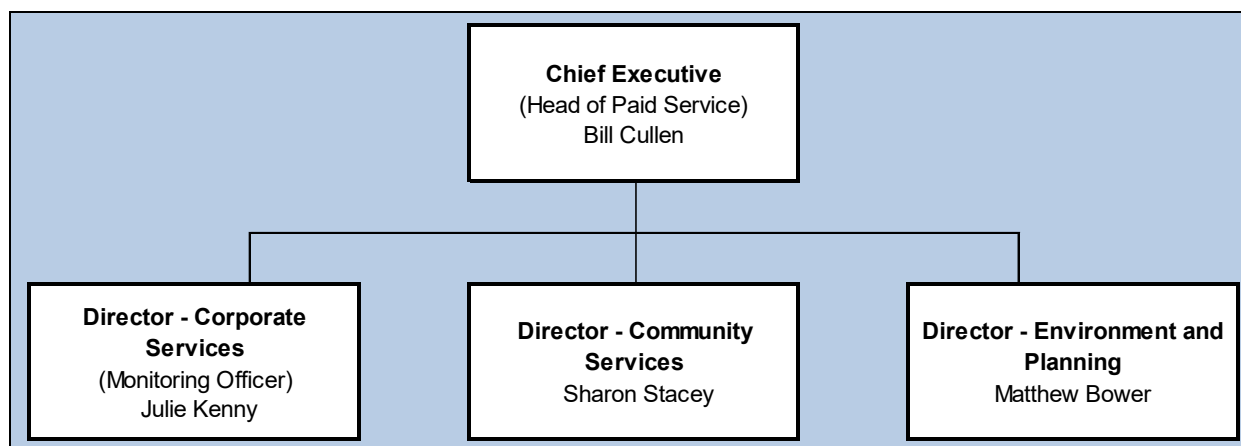 Chief Executive
(Head of Paid Service)
Bill Cullen
Director - Corporate
Services
(Monitoring Officer)
Julie Kenny
Director - Community
Services
Sharon Stacey
Director - Environment and
Planning
Matthew Bower